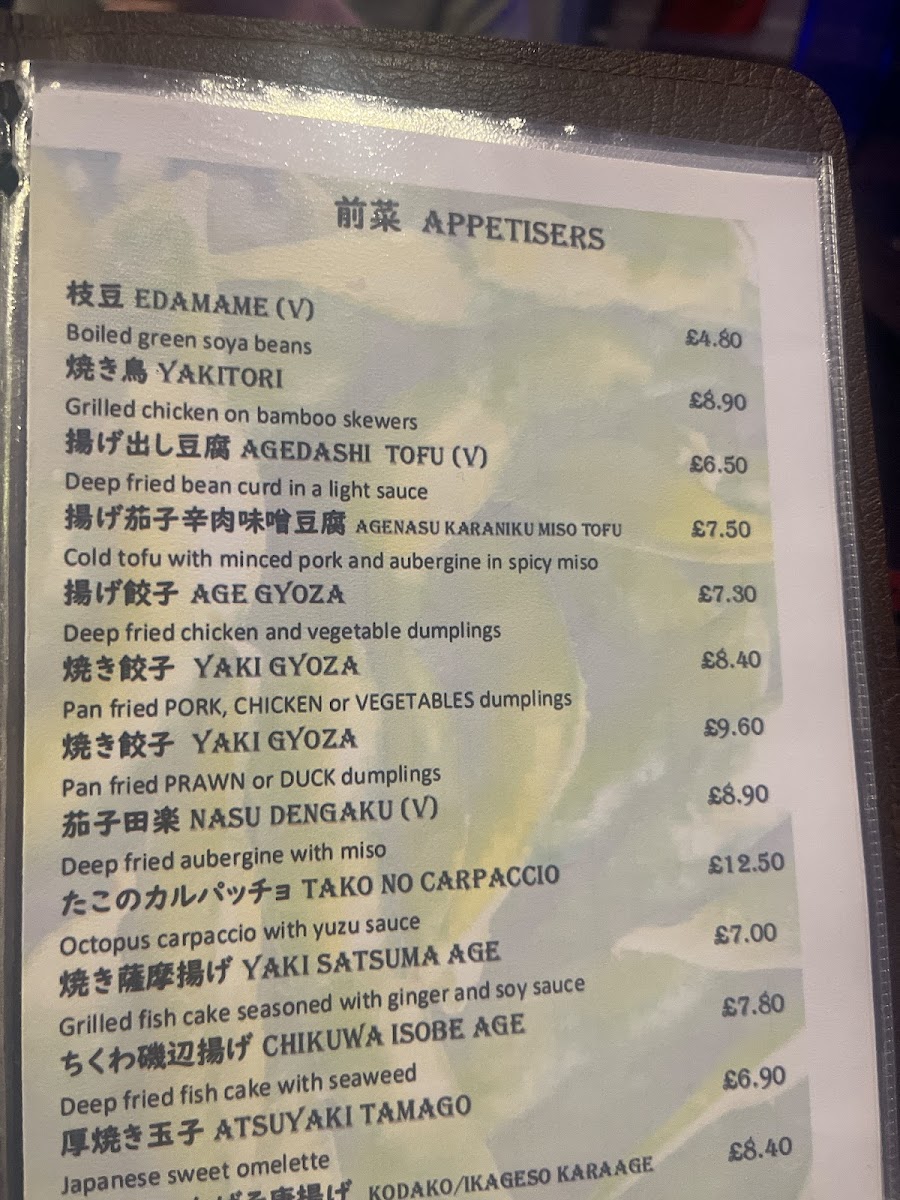 前菜 APPETISERS
枝豆 EDAMAME (V)
Boiled green soya beans £4.80
焼き鳥 YAKITORI
Grilled chicken on bamboo skewers £8.90
揚げ出し豆腐 AGEDASHI TOFU (V) £6.50
Deep fried bean curd in a light sauce
揚げ茄子辛肉味噌豆腐 AGENASU KARANIKU MISO TOFU £7.50
Cold tofu with minced pork and aubergine in spicy miso
揚げ餃子 AGE GYOZA £7.30
Deep fried chicken and vegetable dumplings
焼き餃子 YAKI GYOZA £8.40
Pan fried PORK, CHICKEN or VEGETABLES dumplings
焼き餃子 YAKI GYOZA £9.60
Pan fried PRAWN or DUCK dumplings
茄子田楽 NASU DENGAKU (V) £8.90
Deep fried aubergine with miso
たこのカルパッチョ TAKO NO CARPACCIO £12.50
Octopus carpaccio with yuzu sauce
焼き薩摩揚げ YAKI SATSUMA AGE £7.00
Grilled fish cake seasoned with ginger and soy sauce
ちくわ磯辺揚げ CHIKUWA ISOBE AGE £7.80
Deep fried fish cake with seaweed
厚焼き玉子 ATSUYAKI TAMAGO £6.90
Japanese sweet omelette
唐揚げ KODAKO/IKAGESO KARAAGE £8.40